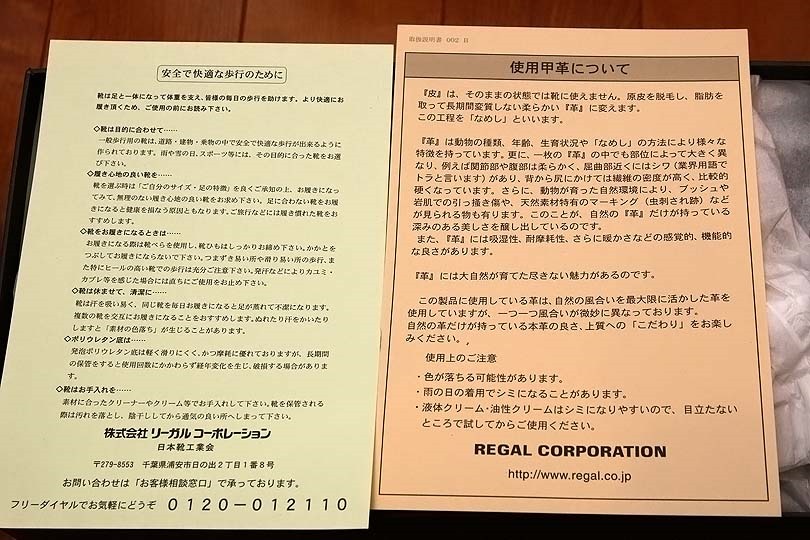 安全で快適な歩行のために
靴は足と一体になって体重を支え、皆様の毎日の歩行を助けます。より快適にお
履き頂くため、ご使用の前にお読み下さい。
◇靴は目的に合わせて……
一般歩行用の靴は、道路・建物・乗物の中で安全で快適な歩行が出来るように
作られております。雨や雪の日、スポーツ等には、その目的に合った靴をお選
び下さい。
◇履き心地の良い靴を……
靴を選ぶ時は「ご自分のサイズ・足の特徴」を良くご承知の上、お履きになっ
てみて、無理のない履き心地の良い靴をお求め下さい。足に合わない靴をお履
きになると健康を損なう原因ともなります。ご旅行などには履き慣れた靴をお
すすめします。
◇靴をお履きになるときは……
お履きになる際は靴べらを使用し、靴ひもはしっかりお締め下さい。かかとを
つぶしてお履きにならないで下さい。つまずき易い所や滑り易い所の歩行、ま
た特にヒールの高い靴での歩行は充分ご注意下さい。発汗などによりカユミ・
カブレ等を感じた場合には直ちにご使用をお止め下さい。
◇靴は休ませて、清潔に……
靴は汗を吸い易く、同じ靴を毎日お履きになると足が蒸れて不潔になります。
複数の靴を交互にお履きになることをおすすめします。ぬれたり汗をかいたり
しますと「素材の色落ち」が生じることがあります。
◇ポリウレタン底は……
発泡ポリウレタン底は軽く滑りにくく、かつ摩耗に優れておりますが、長期間
の保管をすると使用回数にかかわらず経年変化を生じ、破損する場合がありま
す。
◇靴はお手入れを……
素材に合ったクリーナーやクリーム等でお手入れして下さい。靴を保管される
際は汚れを落とし、陰干ししてから通気の良い所へしまって下さい。
株式会社 リーガル コーポレーション
日本靴工業会
〒279-8553 千葉県浦安市日の出2丁目1番8号
お問い合わせは「お客様相談窓口」で承っております。
フリーダイヤルでお気軽にどうぞ 0120-012110
取扱説明書 002 B
使用甲革について
『皮』は、そのままの状態では靴に使えません。原皮を脱毛し、脂肪を
取って長期間変質しない柔らかい『革』に変えます。
この工程を「なめし」といいます。
『革』は動物の種類、年齢、生育状況や「なめし」の方法により様々な
特徴を持っています。更に、一枚の『革』の中でも部位によって大きく異
なり、例えば関節部や腹部は柔らかく、屈曲部近くにはシワ(業界用語で
トラと言います)があり、背から尻にかけては繊維の密度が高く、比較的
硬くなっています。さらに、動物が育った自然環境により、ブッシュや
岩肌での引っ掻き傷や、天然素材特有のマーキング(虫刺され跡)など
が見られる物も有ります。このことが、自然の『革』だけが持っている
深みのある美しさを醸し出しているのです。
また、『革』には吸湿性、耐摩耗性、さらに暖かさなどの感覚的、機能的
な良さがあります。
『革』には大自然が育てた尽きない魅力があるのです。
この製品に使用している革は、自然の風合いを最大限に活かした革を
使用していますが、一つ一つ風合いが微妙に異なっております。
自然の革だけが持っている本革の良さ、上質への「こだわり」をお楽し
みください。
使用上のご注意
・色が落ちる可能性があります。
・雨の日の着用でシミになることがあります。
・液体クリーム・油性クリームはシミになりやすいので、目立たない
ところで試してからご使用ください。
REGAL CORPORATION
http://www.regal.co.jp